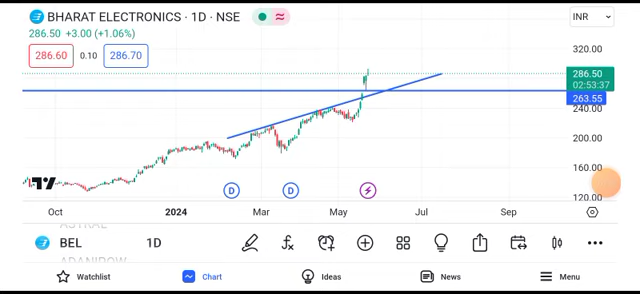 BHARAT ELECTRONICS · 1D · NSE
INR
286.50 +3.00 (+1.06%)
286.60 0.10 286.70
320.00
286.50
02:53:37
263.55
240.00
200.00
160.00
120.00
D D
Oct 2024 Mar May Jul Sep
ASTRAL
BEL 1D
ADANIPOW
Watchlist Chart Ideas News Menu